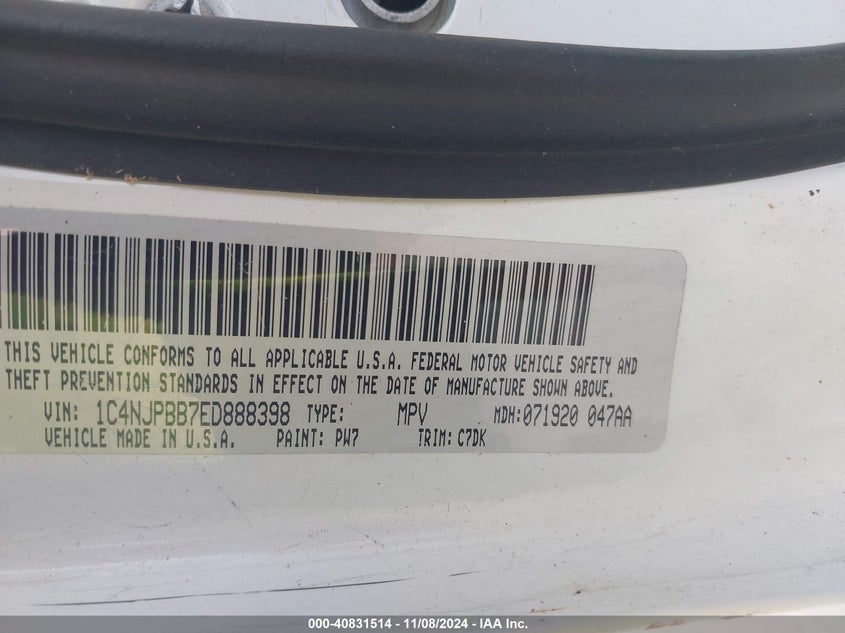 THIS VEHICLE CONFORMS TO ALL APPLICABLE U.S.A. FEDERAL MOTOR VEHICLE SAFETY AND
THEFT PREVENTION STANDARDS IN EFFECT ON THE DATE OF MANUFACTURE SHOWN ABOVE.
VIN: 1C4NJPBB7ED888398 TYPE: MPV MDH:071920 047AA
VEHICLE MADE IN U.S.A. PAINT: PW7 TRIM: C7DK
000-40831514 - 11/08/2024 - IAA Inc.